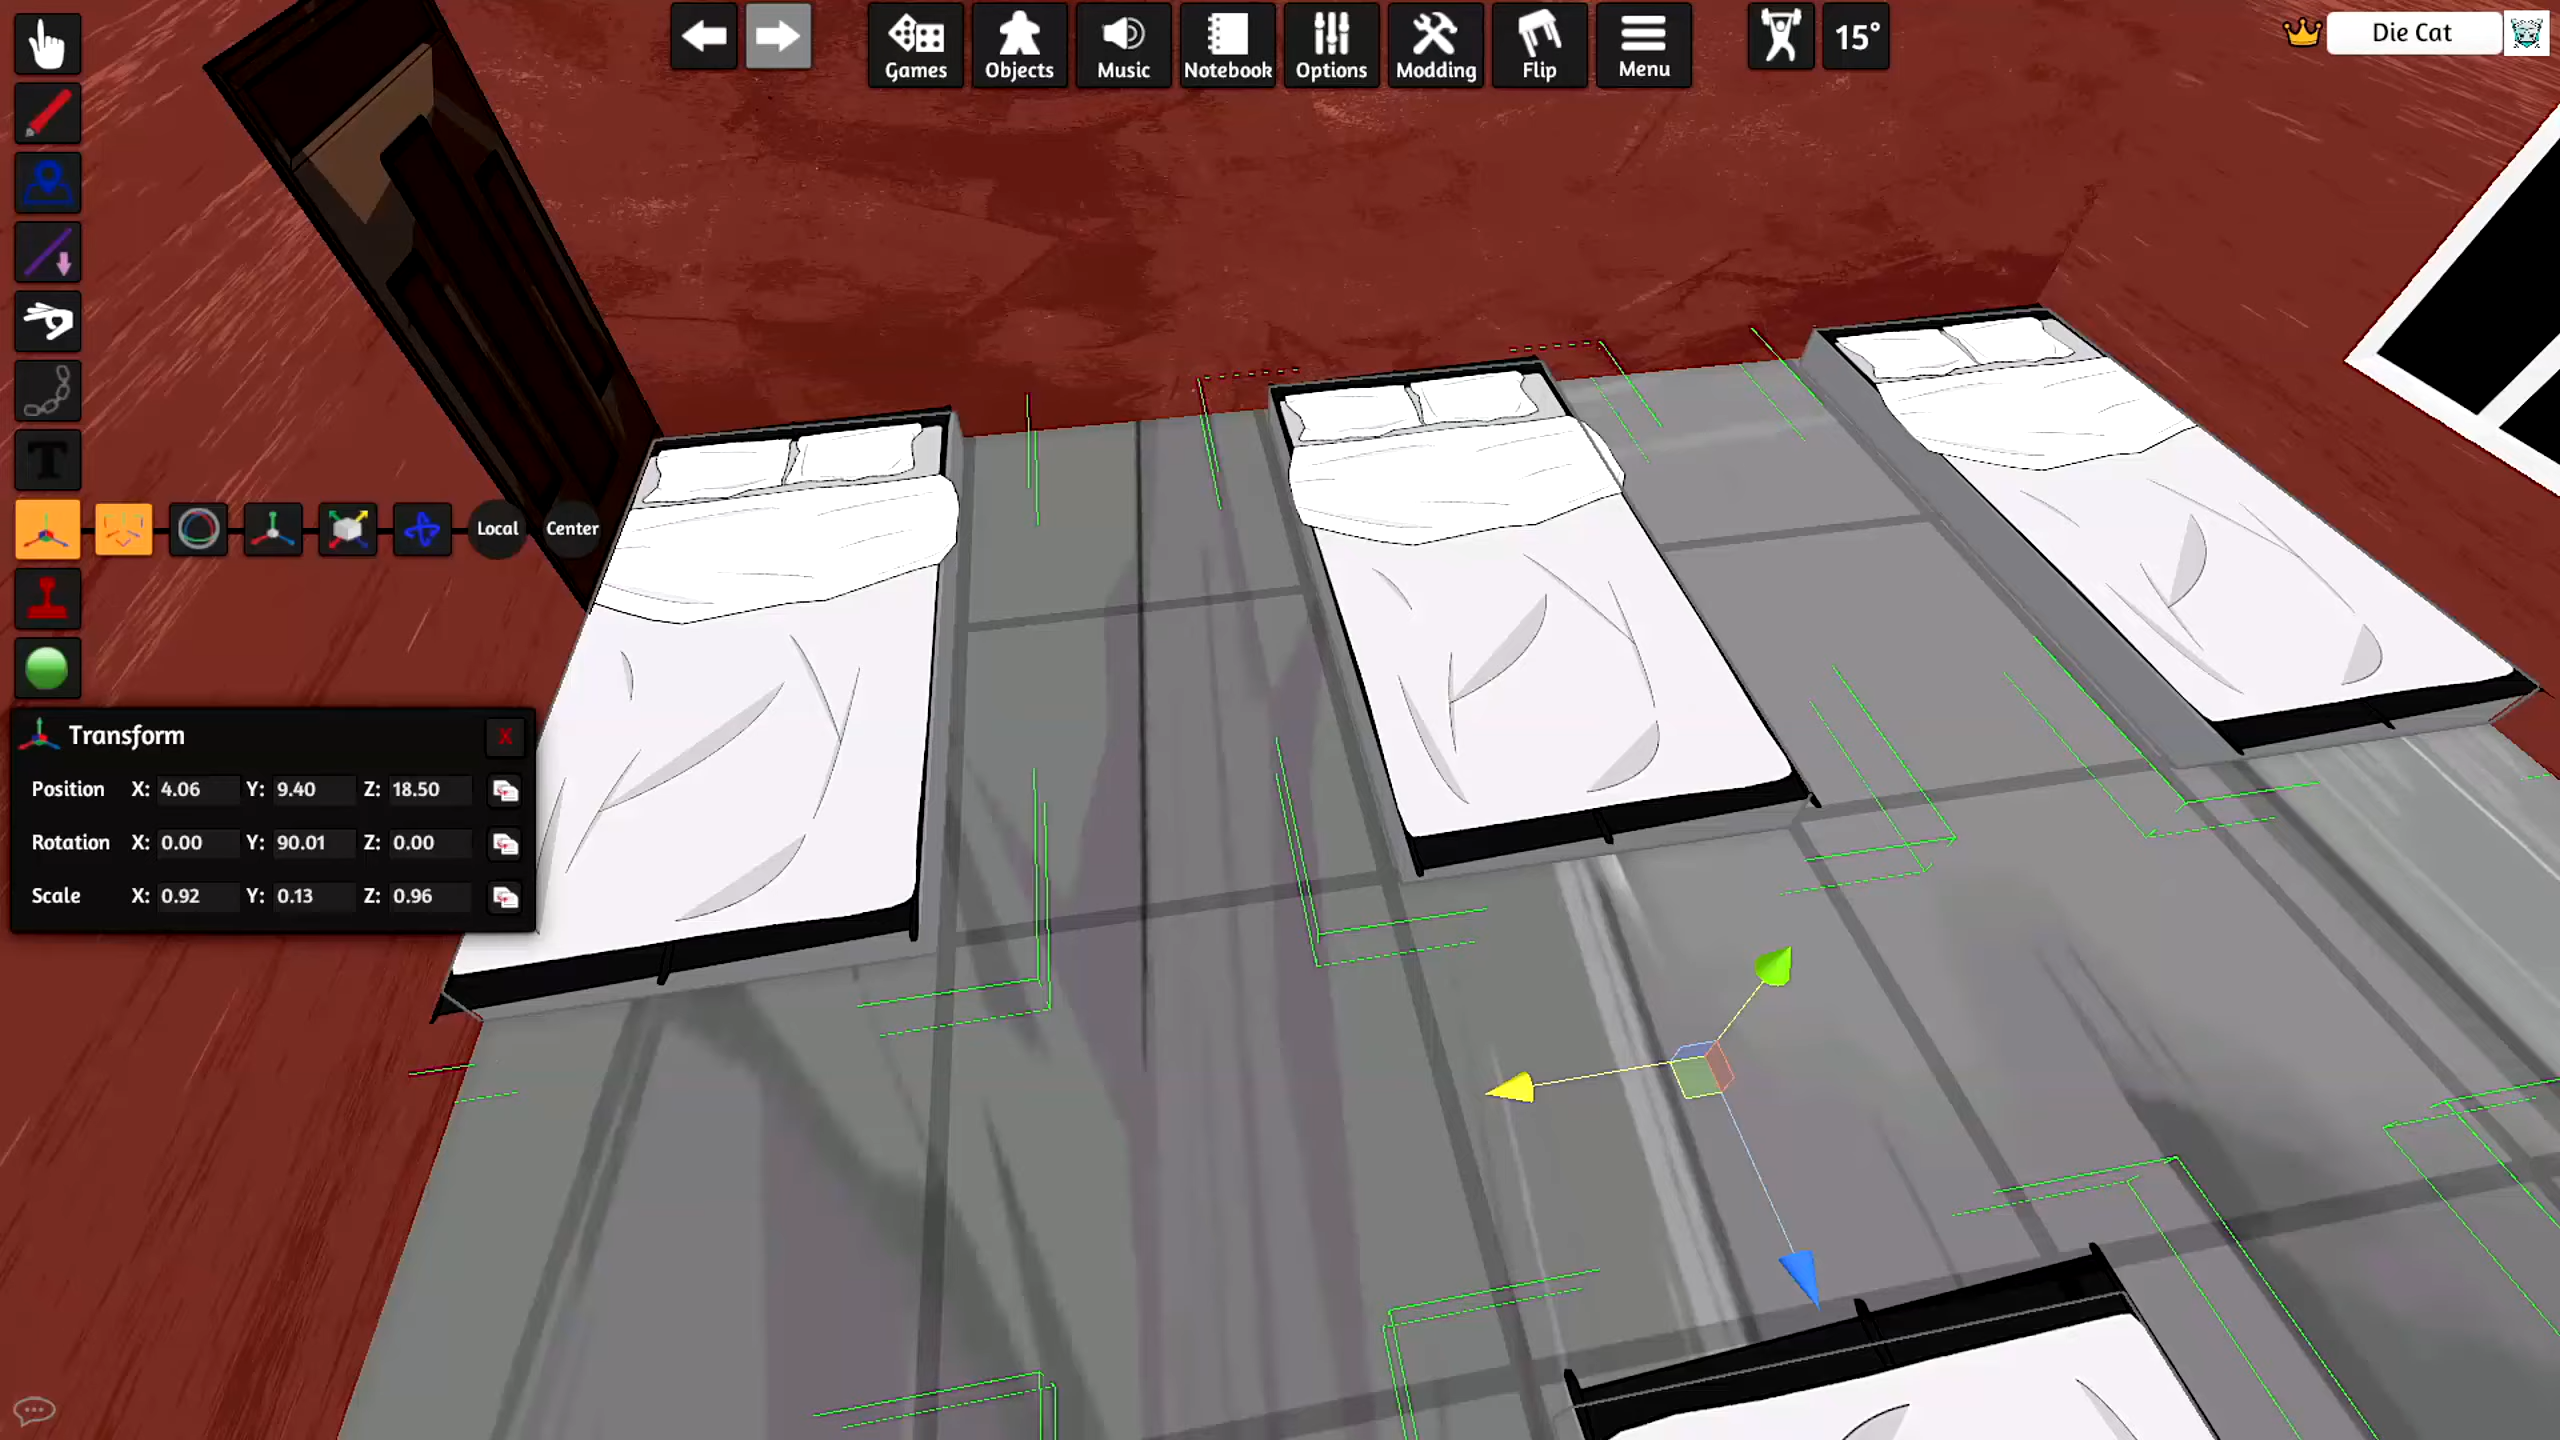 Games
Objects
Music
Notebook
Options
Modding
Flip
Menu
15°
Die Cat
T
Local
Center
Transform
X
Position X: 4.06 Y: 9.40 Z: 18.50
Rotation X: 0.00 Y: 90.01 Z: 0.00
Scale X: 0.92 Y: 0.13 Z: 0.96